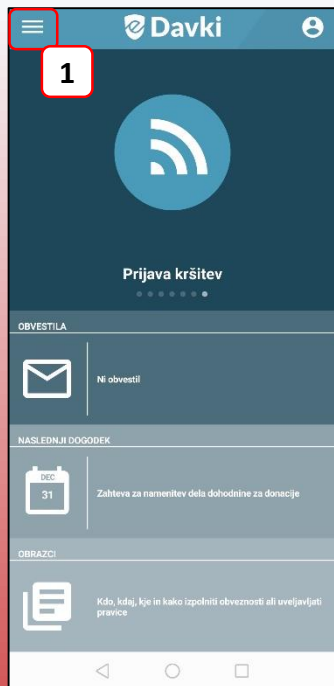 eDavki
1
Prijava kršitev
OBVESTILA
Ni obvestil
NASLEDNJI DOGODEK
DEC
31
Zahteva za namenitev dela dohodnine za donacije
OBRAZCI
Kdo, kdaj, kje in kako izpolniti obveznosti ali uveljavljati
pravice